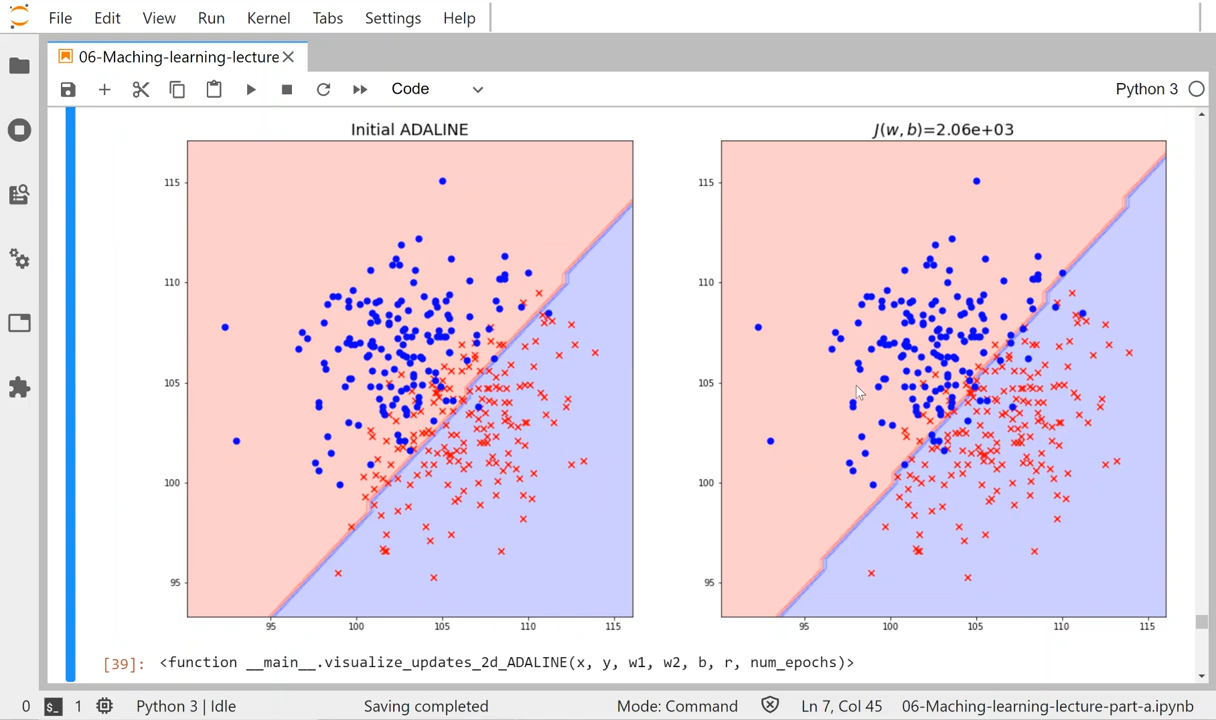 File Edit View Run Kernel Tabs Settings Help
06-Maching-learning-lecture
Code
Python 3
Initial ADALINE
J(w, b)=2.06e+03
115
110
105
100
95
95 100 105 110 115
115
110
105
100
95
95 100 105 110 115
[39]: <function __main__.visualize_updates_2d_ADALINE(x, y, w1, w2, b, r, num_epochs)>
0 $_ 1 Python 3 | Idle Saving completed Mode: Command Ln 7, Col 45 06-Maching-learning-lecture-part-a.ipynb